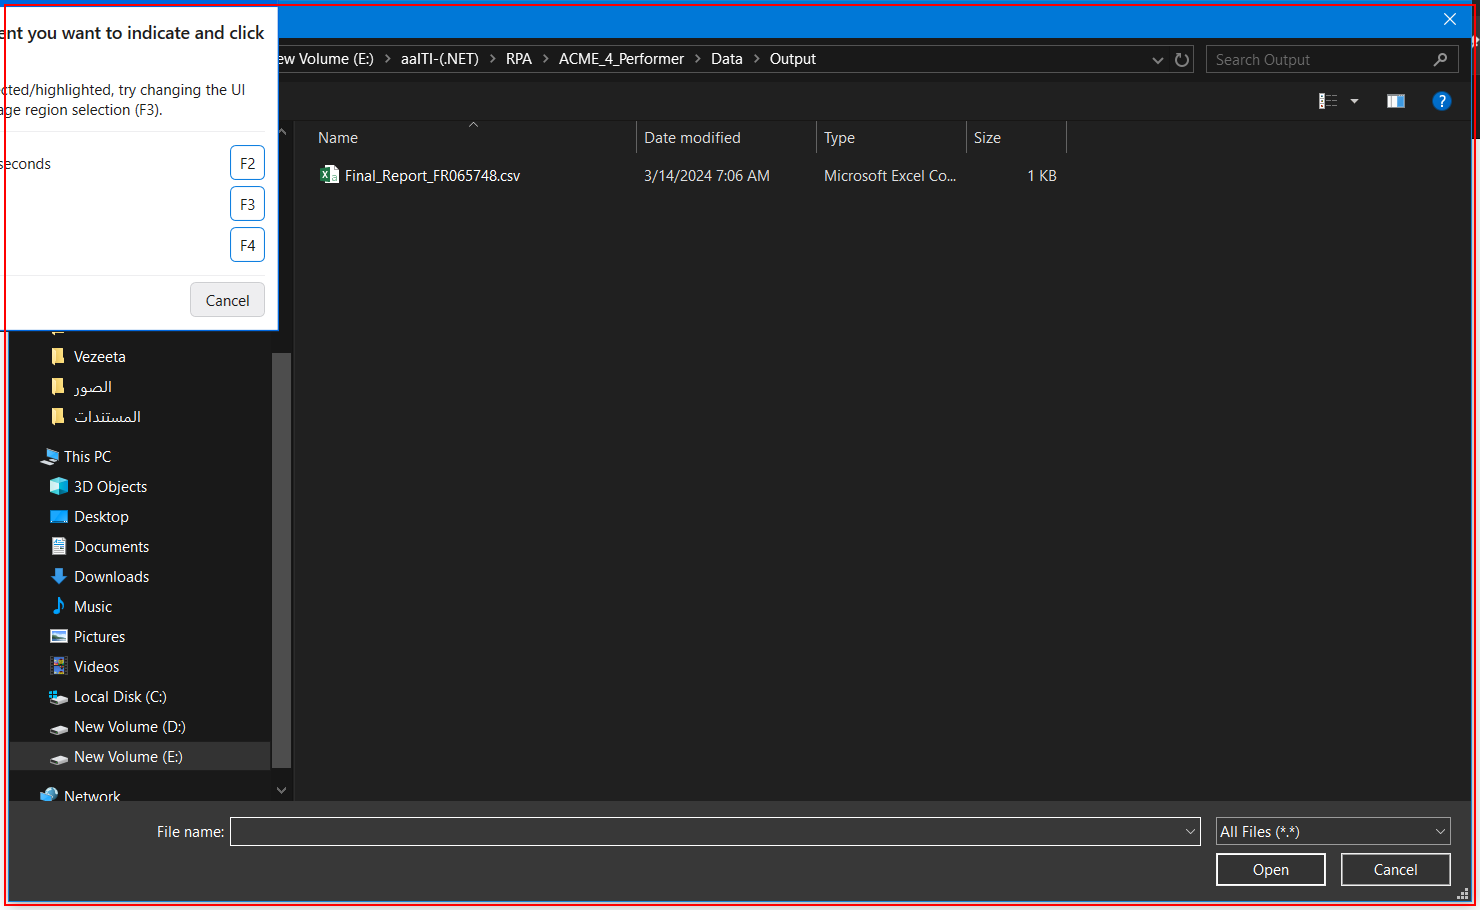 ent you want to indicate and click
cted/highlighted, try changing the UI
age region selection (F3).
seconds
F2
F3
F4
Cancel
ew Volume (E:) > aaITI-(.NET) > RPA > ACME_4_Performer > Data > Output
Search Output
?
Name Date modified Type Size
Final_Report_FR065748.csv 3/14/2024 7:06 AM Microsoft Excel Co... 1 KB
Vezeeta
الصور
المستندات
This PC
3D Objects
Desktop
Documents
Downloads
Music
Pictures
Videos
Local Disk (C:)
New Volume (D:)
New Volume (E:)
Network
File name:
All Files (*.*)
Open
Cancel